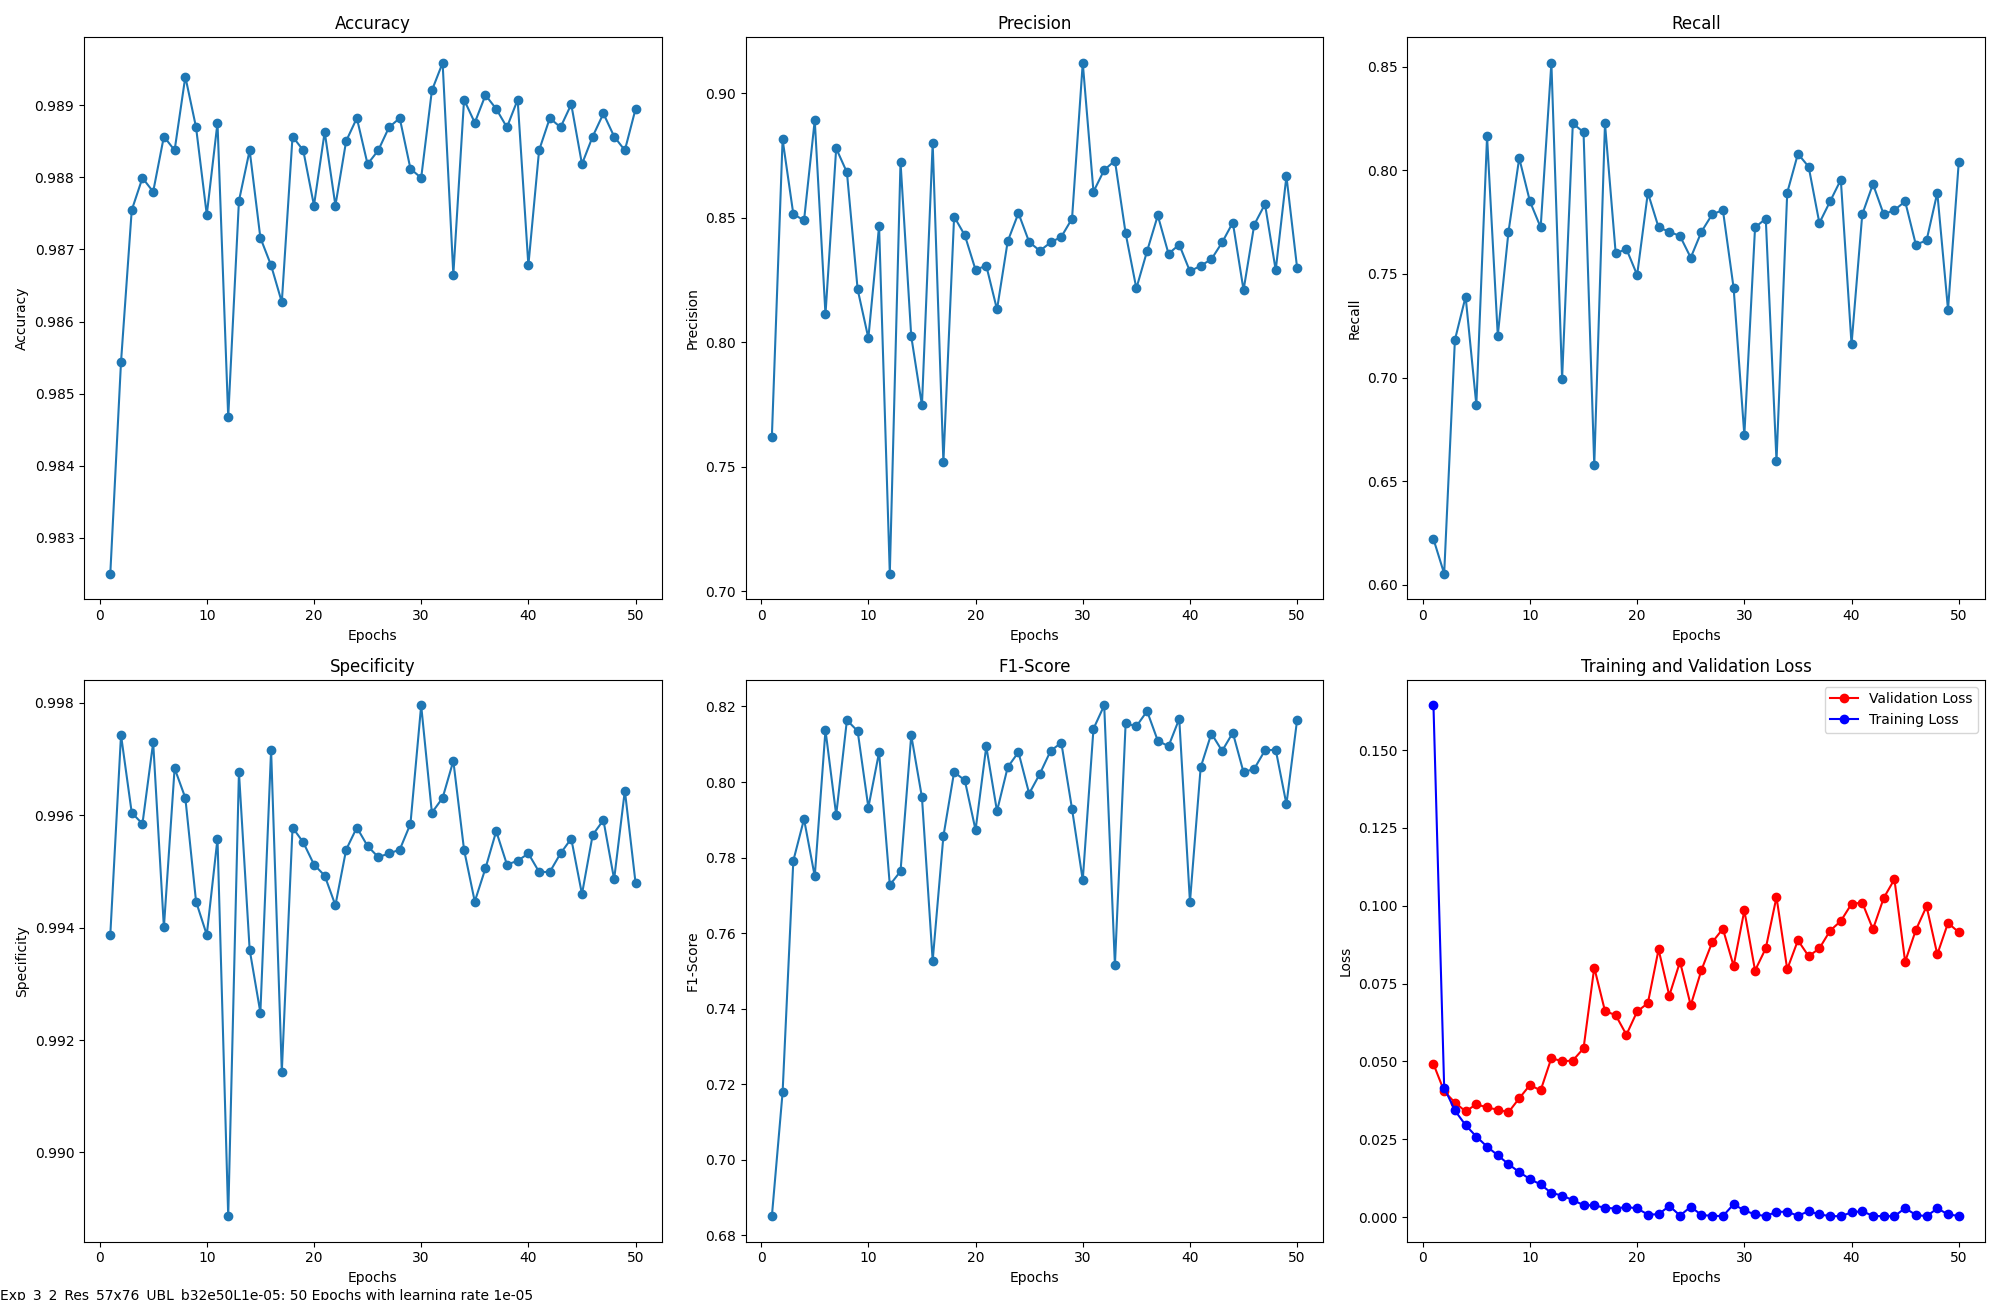 Accuracy
Precision
Recall
0.989
0.988
0.987
0.986
0.985
0.984
0.983
Accuracy
0 10 20 30 40 50
Epochs
0.90
0.85
0.80
0.75
0.70
Precision
0 10 20 30 40 50
Epochs
0.85
0.80
0.75
0.70
0.65
0.60
Recall
0 10 20 30 40 50
Epochs
Specificity
F1-Score
Training and Validation Loss
0.998
0.996
0.994
0.992
0.990
Specificity
0 10 20 30 40 50
Epochs
0.82
0.80
0.78
0.76
0.74
0.72
0.70
0.68
F1-Score
0 10 20 30 40 50
Epochs
Validation Loss
Training Loss
0.150
0.125
0.100
0.075
0.050
0.025
0.000
Loss
0 10 20 30 40 50
Epochs
Exp_3_2_Res_57x76_UBL_b32e50L1e-05: 50 Epochs with learning rate 1e-05